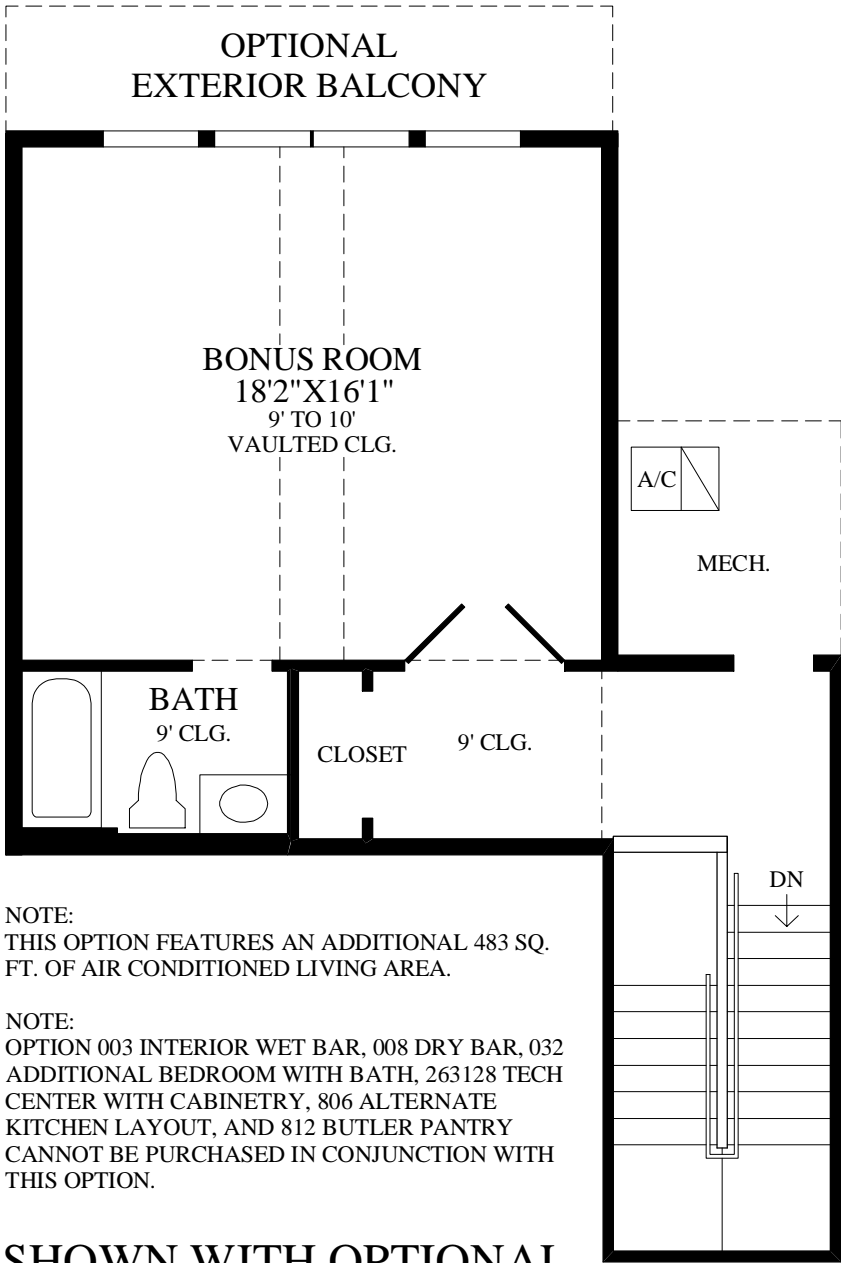 OPTIONAL
EXTERIOR BALCONY
BONUS ROOM
18'2"X16'1"
9' TO 10'
VAULTED CLG.
A/C
MECH.
BATH
9' CLG.
CLOSET
9' CLG.
DN
NOTE:
THIS OPTION FEATURES AN ADDITIONAL 483 SQ.
FT. OF AIR CONDITIONED LIVING AREA.
NOTE:
OPTION 003 INTERIOR WET BAR, 008 DRY BAR, 032
ADDITIONAL BEDROOM WITH BATH, 263128 TECH
CENTER WITH CABINETRY, 806 ALTERNATE
KITCHEN LAYOUT, AND 812 BUTLER PANTRY
CANNOT BE PURCHASED IN CONJUNCTION WITH
THIS OPTION.
SHOWN WITH OPTIONAL